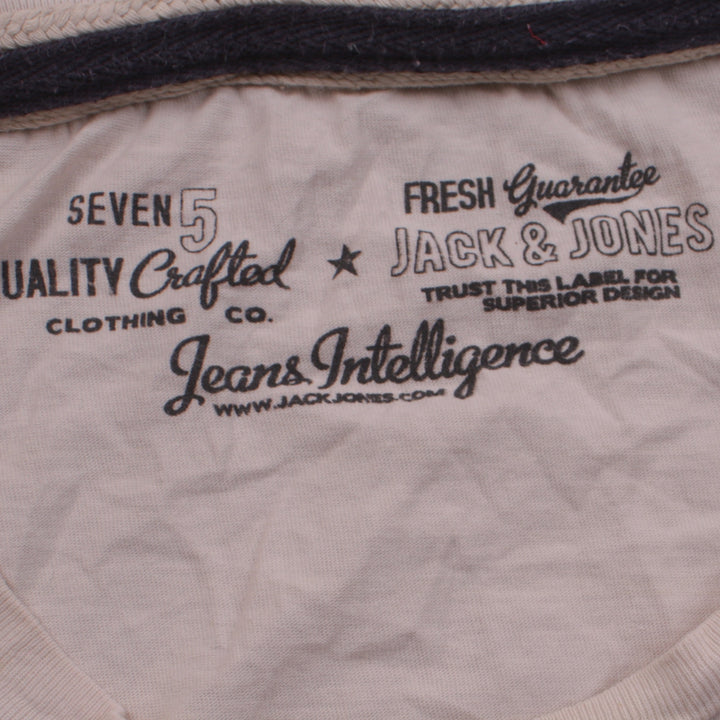 SEVEN 5
UALITY Crafted
CLOTHING CO.
FRESH Guarantee
JACK & JONES
TRUST THIS LABEL FOR
SUPERIOR DESIGN
Jeans Intelligence
WWW.JACKJONES.COM